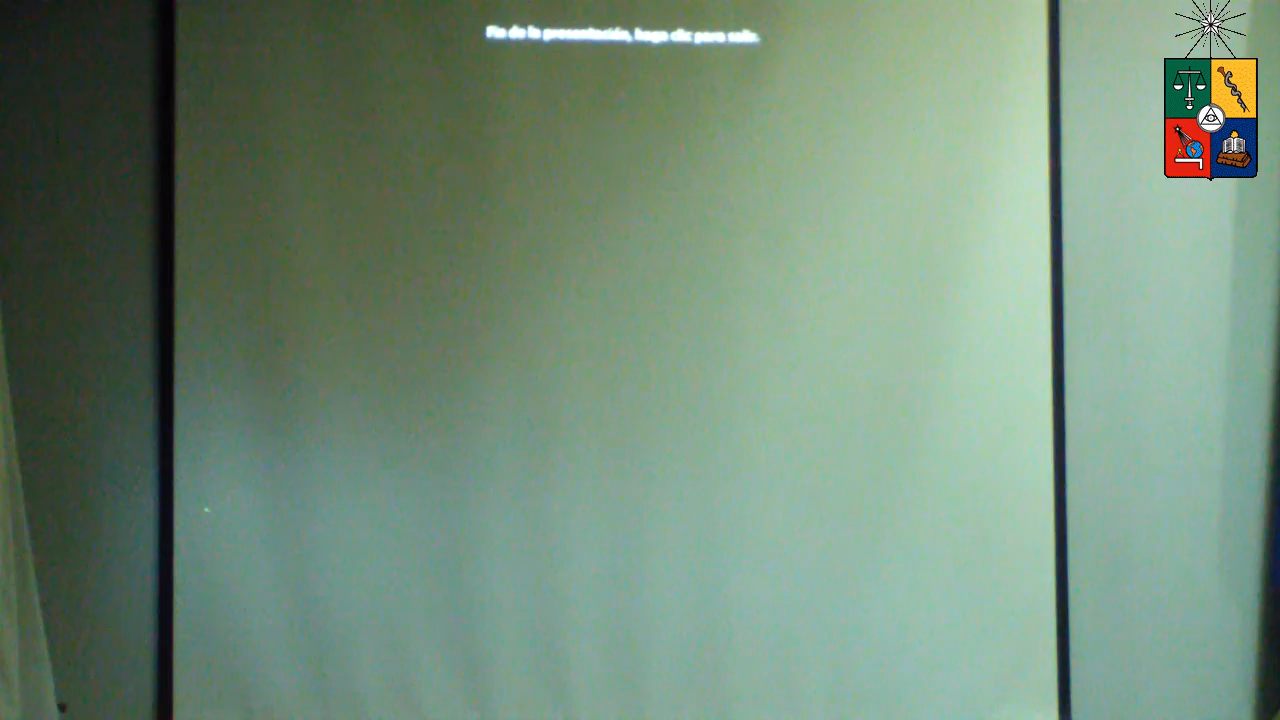 Fin de la presentación, haga clic para salir.